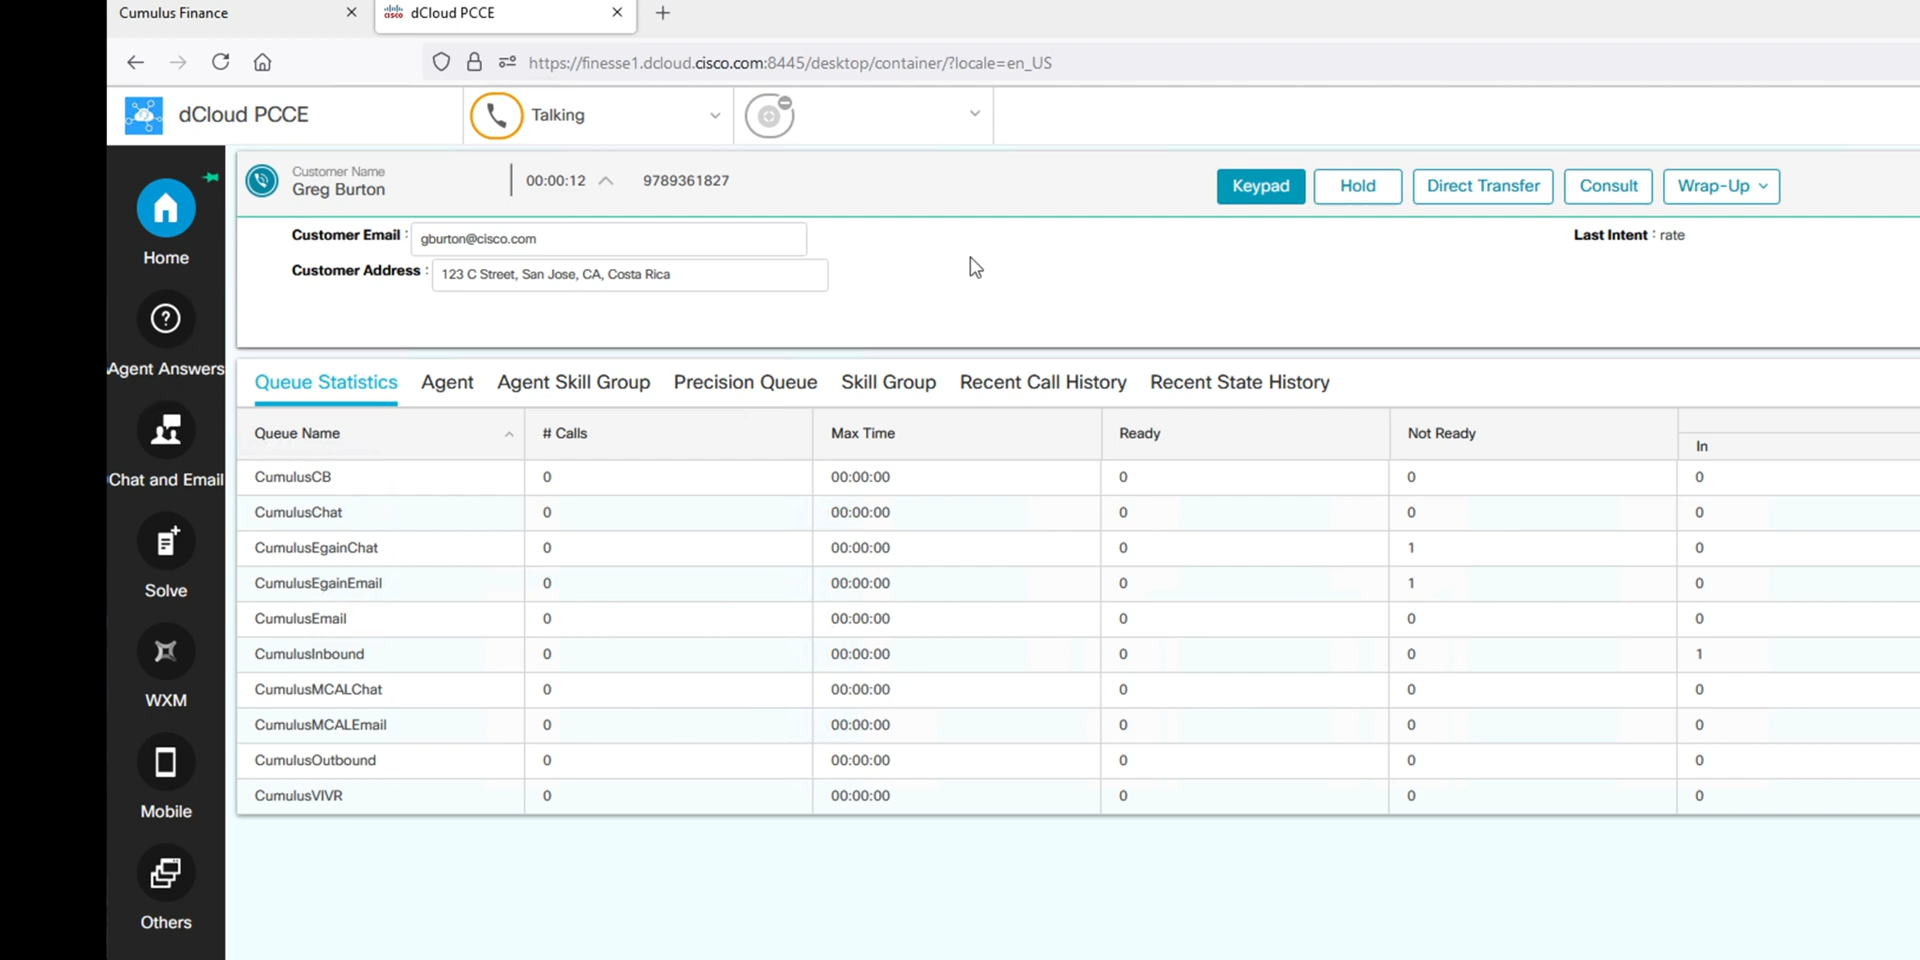 Cumulus Finance
cisco dCloud PCCE
https://finesse1.dcloud.cisco.com:8445/desktop/container/?locale=en_US
dCloud PCCE
Talking
Customer Name
Greg Burton
00:00:12
9789361827
Keypad
Hold
Direct Transfer
Consult
Wrap-Up
Customer Email :
gburton@cisco.com
Last Intent : rate
Customer Address :
123 C Street, San Jose, CA, Costa Rica
Home
Agent Answers
Chat and Email
Solve
WXM
Mobile
Others
Queue Statistics Agent Agent Skill Group Precision Queue Skill Group Recent Call History Recent State History
Queue Name # Calls Max Time Ready Not Ready In
CumulusCB 0 00:00:00 0 0 0
CumulusChat 0 00:00:00 0 0 0
CumulusEgainChat 0 00:00:00 0 1 0
CumulusEgainEmail 0 00:00:00 0 1 0
CumulusEmail 0 00:00:00 0 0 0
CumulusInbound 0 00:00:00 0 0 1
CumulusMCALChat 0 00:00:00 0 0 0
CumulusMCALEmail 0 00:00:00 0 0 0
CumulusOutbound 0 00:00:00 0 0 0
CumulusVIVR 0 00:00:00 0 0 0